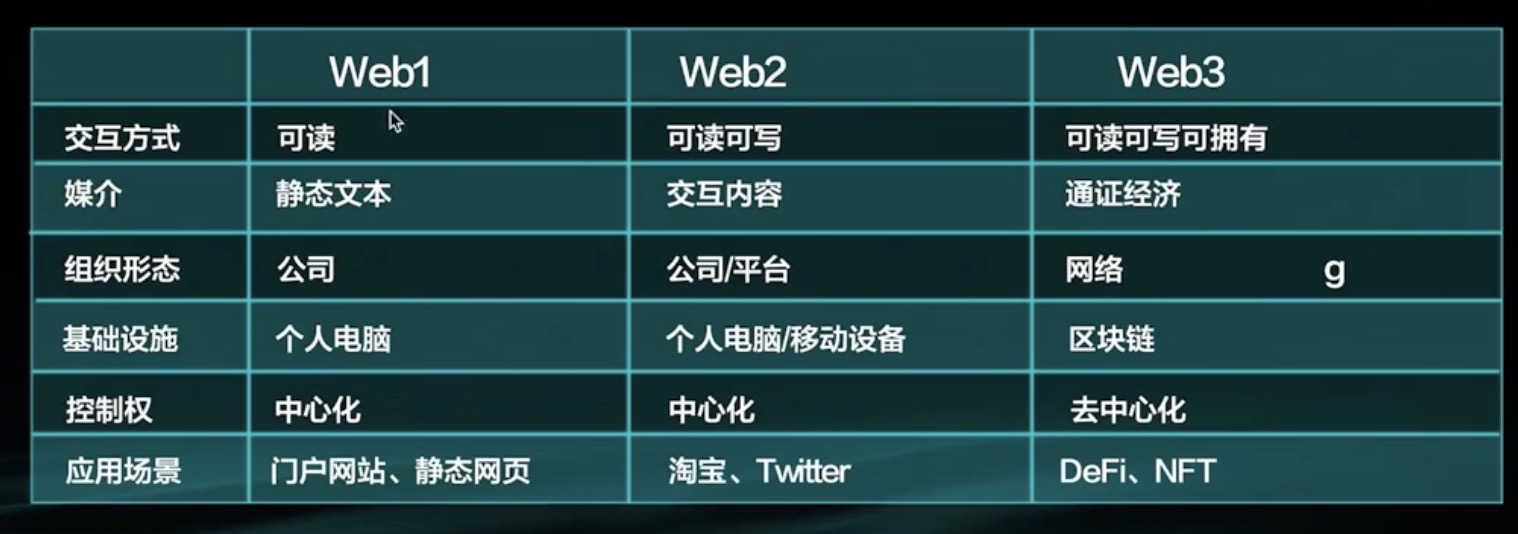 Web1 Web2 Web3
交互方式 可读 可读可写 可读可写可拥有
媒介 静态文本 交互内容 通证经济
组织形态 公司 公司/平台 网络 g
基础设施 个人电脑 个人电脑/移动设备 区块链
控制权 中心化 中心化 去中心化
应用场景 门户网站、静态网页 淘宝、Twitter DeFi、NFT